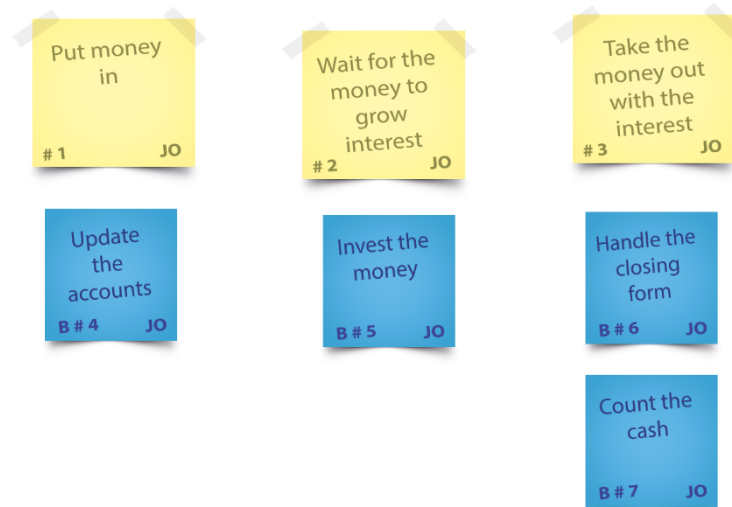 Put money
in
# 1 JO
Wait for the
money to
grow
interest
# 2 JO
Take the
money out
with the
interest
# 3 JO
Update
the
accounts
B # 4 JO
Invest the
money
B # 5 JO
Handle the
closing
form
B # 6 JO
Count the
cash
B # 7 JO